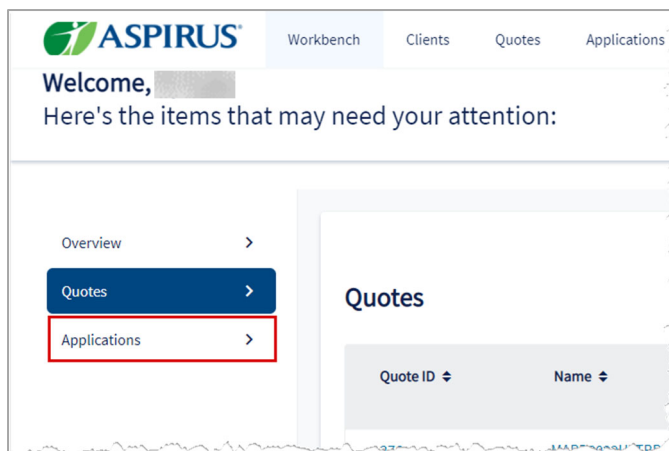 ASPIRUS
Workbench Clients Quotes Applications
Welcome,
Here's the items that may need your attention:
Overview
Quotes
Applications
Quotes
Quote ID Name